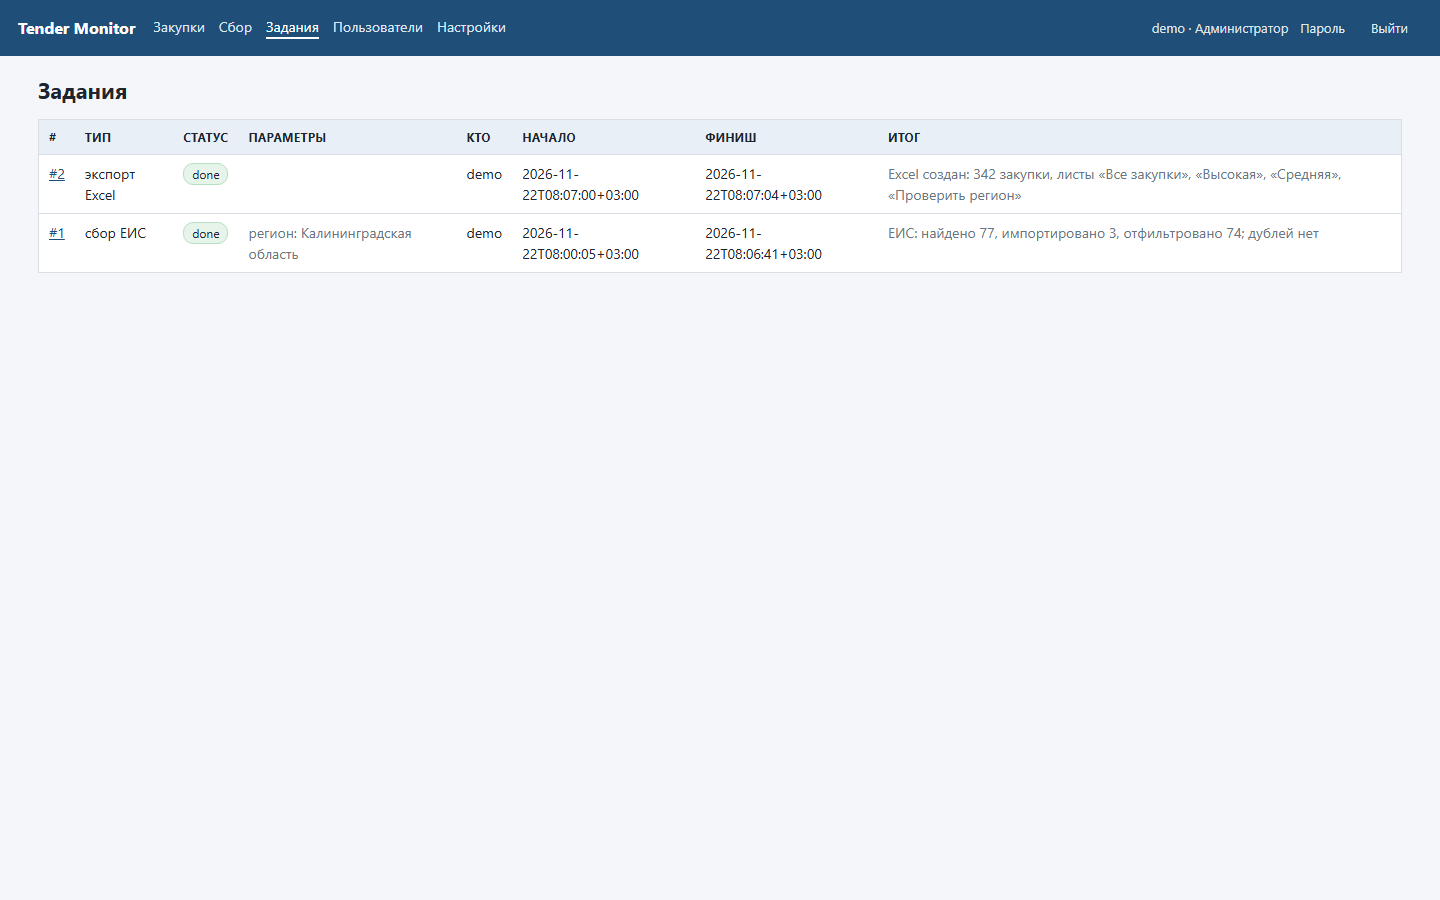 Tender Monitor Закупки Сбор Задания Пользователи Настройки demo · Администратор Пароль Выйти
Задания
# ТИП СТАТУС ПАРАМЕТРЫ КТО НАЧАЛО ФИНИШ ИТОГ
#2 экспорт Excel done demo 2026-11-22T08:07:00+03:00 2026-11-22T08:07:04+03:00 Excel создан: 342 закупки, листы «Все закупки», «Высокая», «Средняя», «Проверить регион»
#1 сбор ЕИС done регион: Калининградская область demo 2026-11-22T08:00:05+03:00 2026-11-22T08:06:41+03:00 ЕИС: найдено 77, импортировано 3, отфильтровано 74; дублей нет